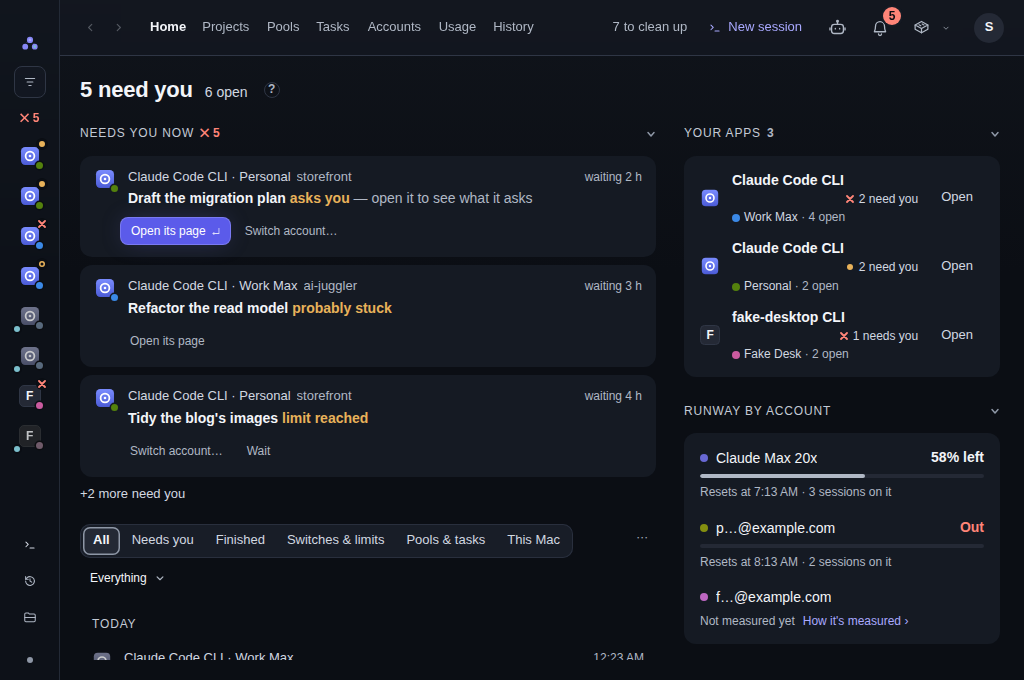 Home Projects Pools Tasks Accounts Usage History 7 to clean up New session 5 S
5 need you 6 open ?
5
NEEDS YOU NOW 5
Claude Code CLI · Personal storefront waiting 2 h
Draft the migration plan asks you — open it to see what it asks
Open its page Switch account…
Claude Code CLI · Work Max ai-juggler waiting 3 h
Refactor the read model probably stuck
Open its page
Claude Code CLI · Personal storefront waiting 4 h
Tidy the blog's images limit reached
Switch account… Wait
+2 more need you
All Needs you Finished Switches & limits Pools & tasks This Mac ...
Everything
TODAY
Claude Code CLI · Work Max 12:23 AM
F
F
YOUR APPS 3
Claude Code CLI
2 need you Open
Work Max · 4 open
Claude Code CLI
2 need you Open
Personal · 2 open
F fake-desktop CLI
1 needs you Open
Fake Desk · 2 open
RUNWAY BY ACCOUNT
Claude Max 20x 58% left
Resets at 7:13 AM · 3 sessions on it
p…@example.com Out
Resets at 8:13 AM · 2 sessions on it
f…@example.com
Not measured yet How it's measured ›